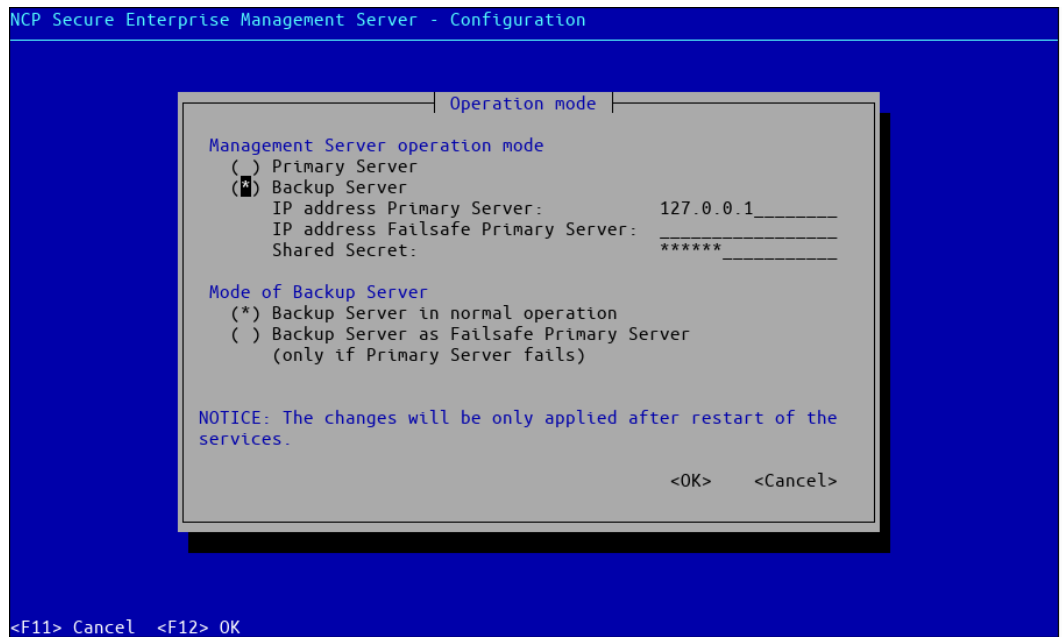 NCP Secure Enterprise Management Server - Configuration
Operation mode
Management Server operation mode
( ) Primary Server
(*) Backup Server
IP address Primary Server: 127.0.0.1________
IP address Failsafe Primary Server: _________________
Shared Secret: ******___________
Mode of Backup Server
(*) Backup Server in normal operation
( ) Backup Server as Failsafe Primary Server
(only if Primary Server fails)
NOTICE: The changes will be only applied after restart of the
services.
<OK> <Cancel>
<F11> Cancel <F12> OK